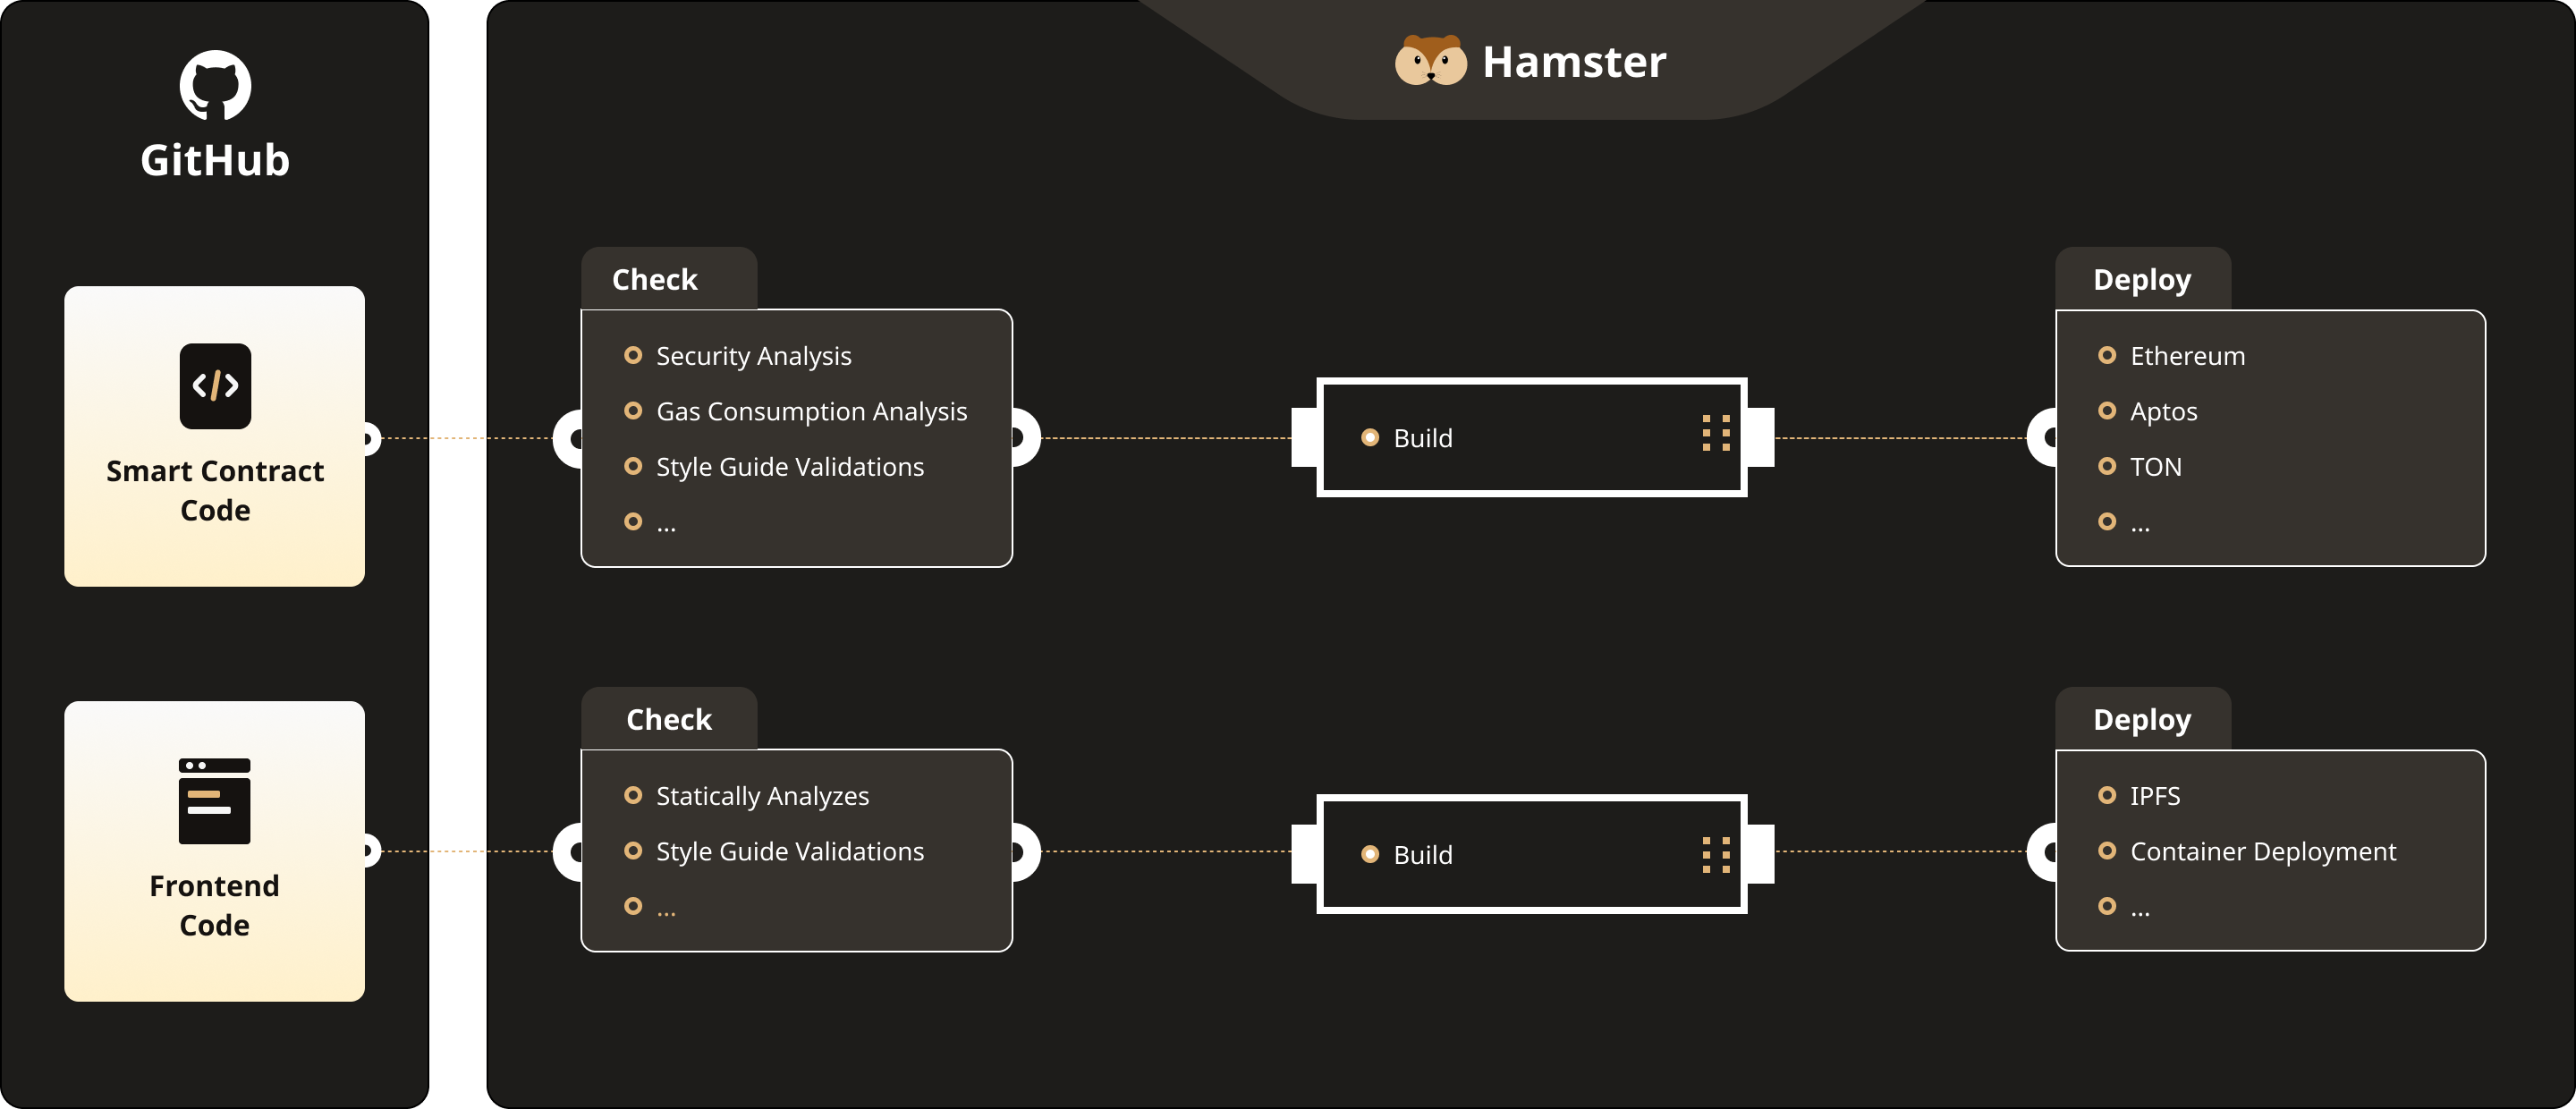 GitHub
Smart Contract
Code
Frontend
Code
Hamster
Check
Security Analysis
Gas Consumption Analysis
Style Guide Validations
...
Build
Deploy
Ethereum
Aptos
TON
...
Check
Statically Analyzes
Style Guide Validations
...
Build
Deploy
IPFS
Container Deployment
...